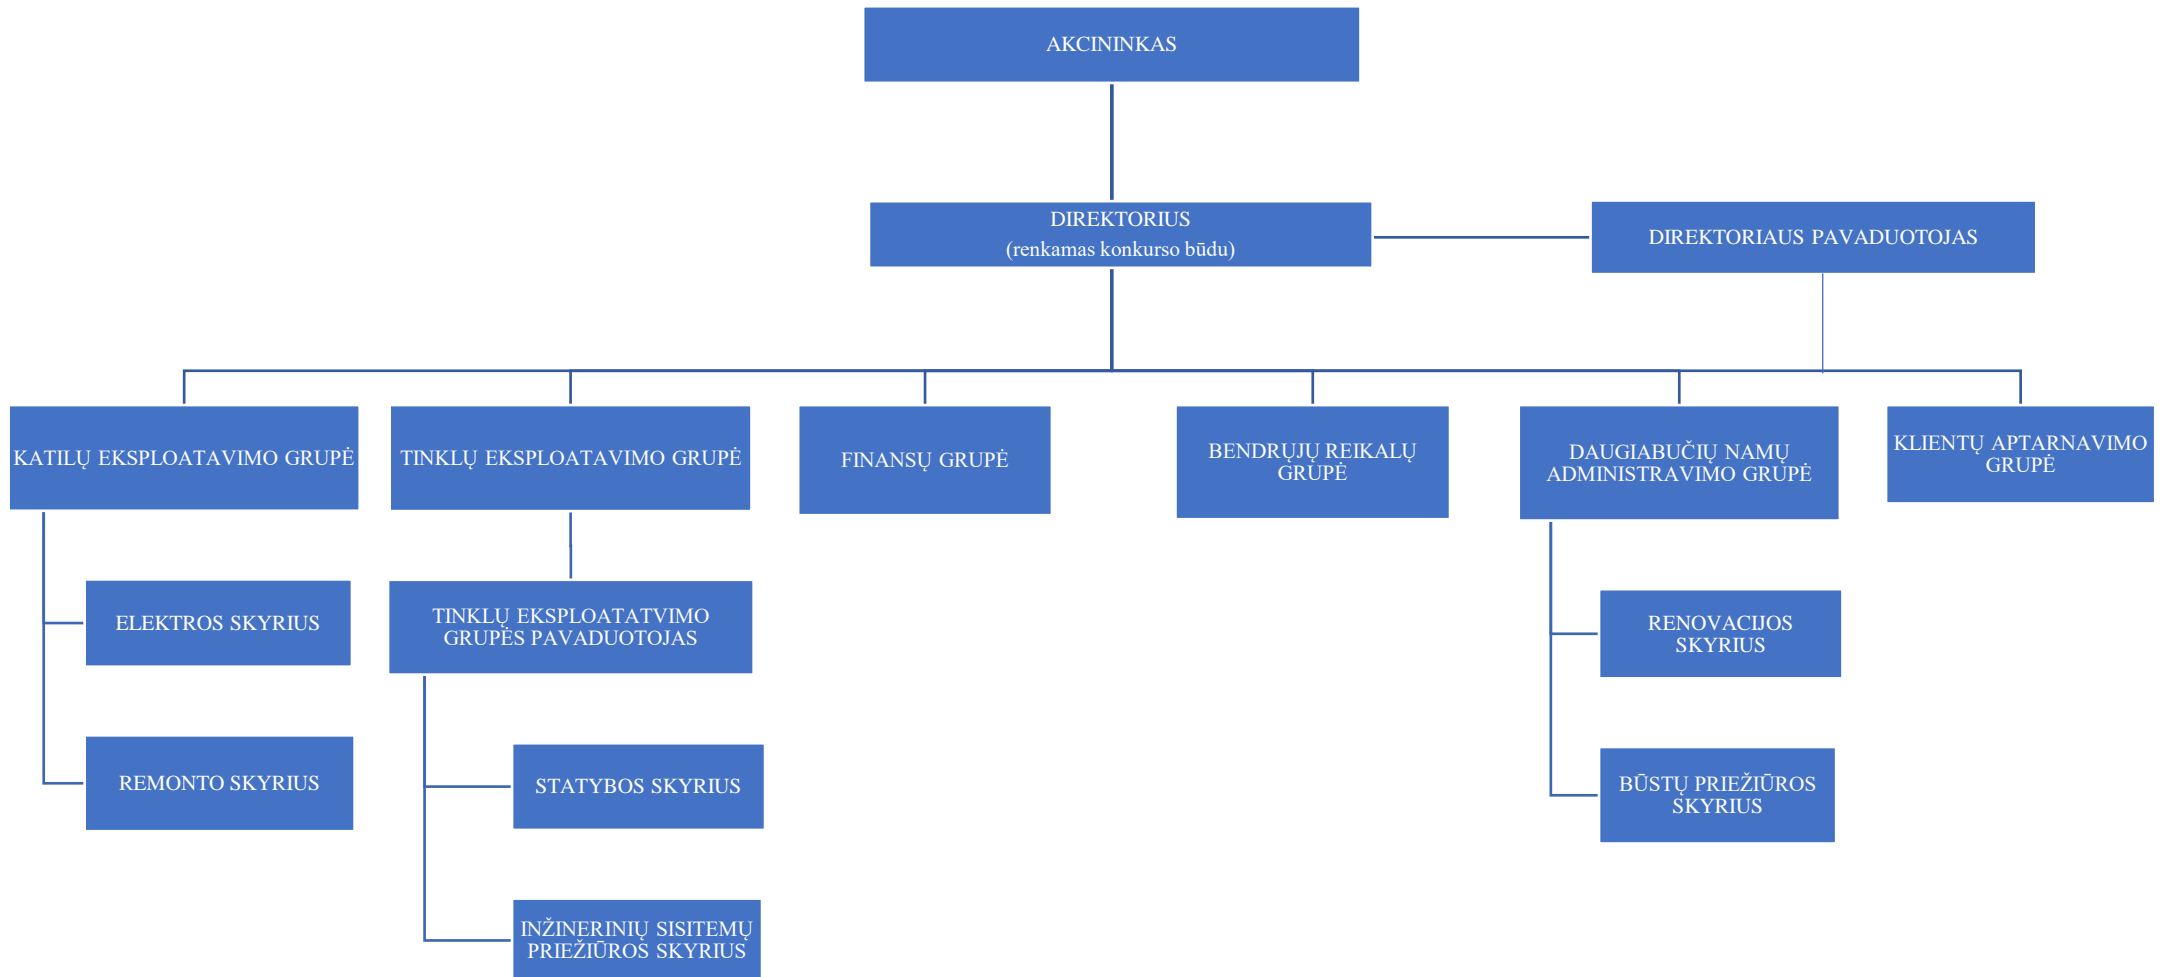 AKCININKAS
DIREKTORIUS
(renkamas konkurso būdu)
DIREKTORIAUS PAVADUOTOJAS
KATILŲ EKSPLOATAVIMO GRUPĖ
TINKLŲ EKSPLOATAVIMO GRUPĖ
FINANSŲ GRUPĖ
BENDRŲJŲ REIKALŲ
GRUPĖ
DAUGIABUČIŲ NAMŲ
ADMINISTRAVIMO GRUPĖ
KLIENTŲ APTARNAVIMO
GRUPĖ
ELEKTROS SKYRIUS
REMONTO SKYRIUS
TINKLŲ EKSPLOATATVIMO
GRUPĖS PAVADUOTOJAS
STATYBOS SKYRIUS
INŽINERINIŲ SISITEMŲ
PRIEŽIŪROS SKYRIUS
RENOVACIJOS
SKYRIUS
BŪSTŲ PRIEŽIŪROS
SKYRIUS